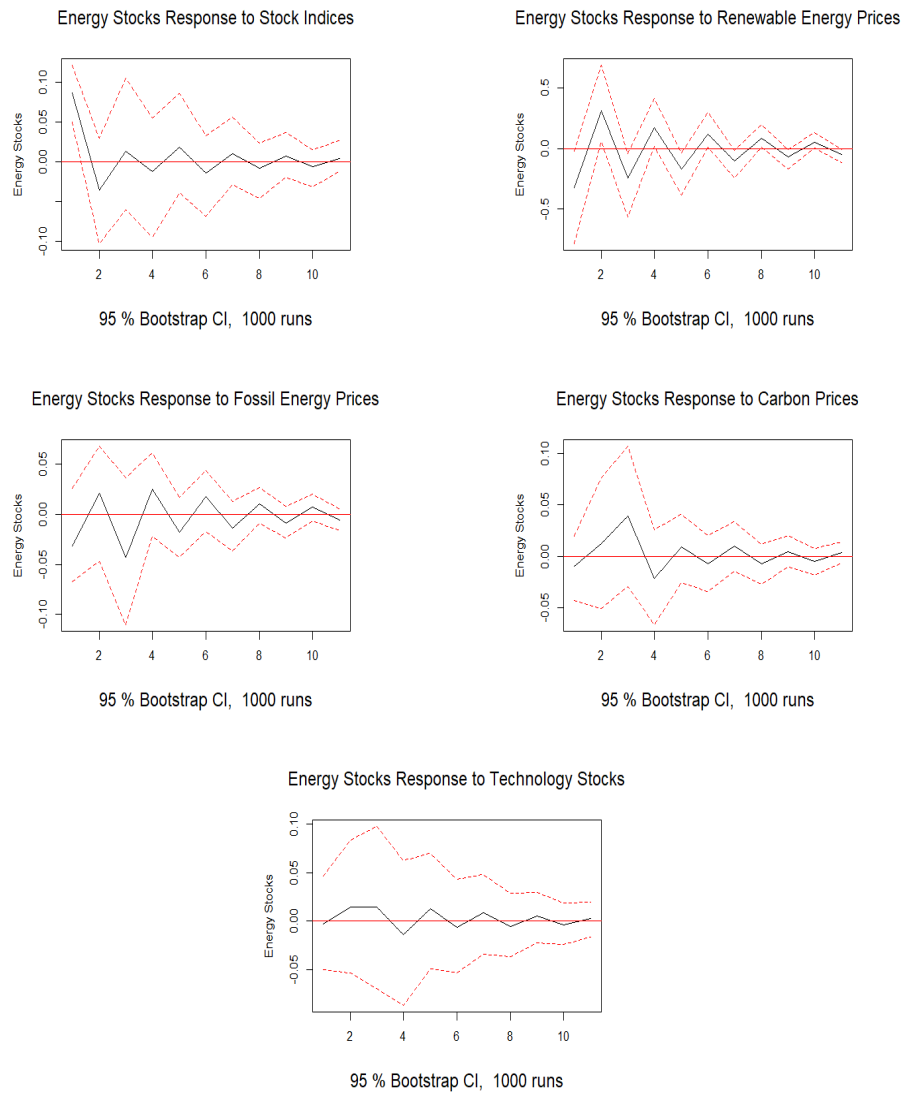 Energy Stocks Response to Stock Indices
Energy Stocks
0.10
0.05
0.00
-0.10
2 4 6 8 10
95 % Bootstrap CI, 1000 runs
Energy Stocks Response to Renewable Energy Prices
Energy Stocks
0.5
0.0
-0.5
2 4 6 8 10
95 % Bootstrap CI, 1000 runs
Energy Stocks Response to Fossil Energy Prices
Energy Stocks
0.05
0.00
-0.05
-0.10
2 4 6 8 10
95 % Bootstrap CI, 1000 runs
Energy Stocks Response to Carbon Prices
Energy Stocks
0.10
0.05
0.00
-0.05
2 4 6 8 10
95 % Bootstrap CI, 1000 runs
Energy Stocks Response to Technology Stocks
Energy Stocks
0.10
0.05
0.00
-0.05
2 4 6 8 10
95 % Bootstrap CI, 1000 runs